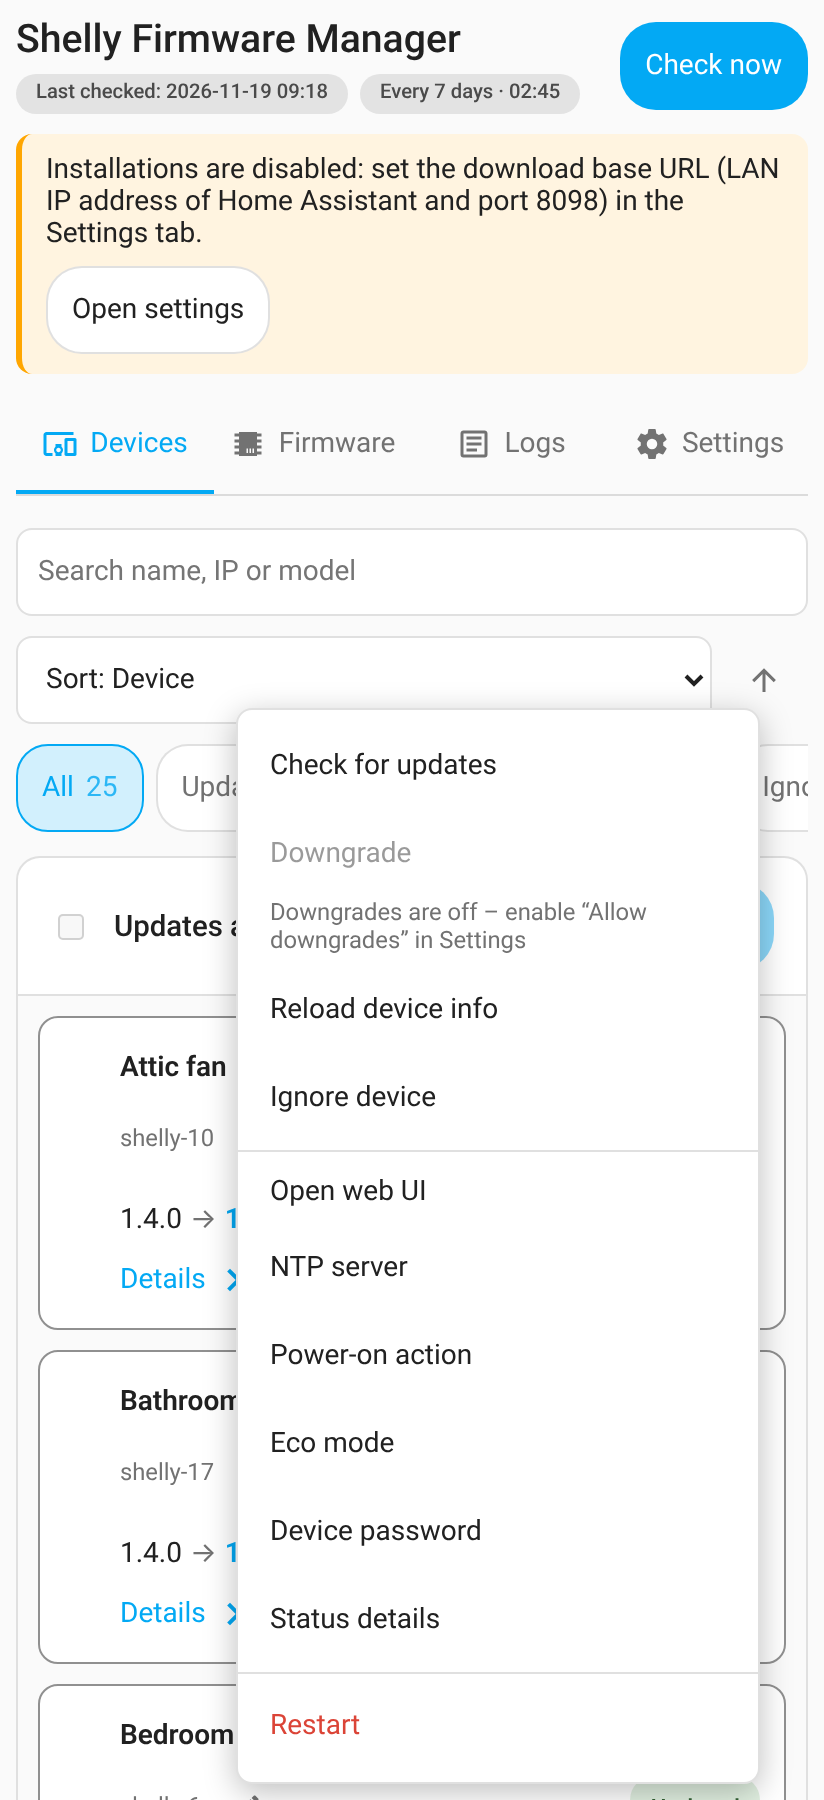 Shelly Firmware Manager
Check now
Last checked: 2026-11-19 09:18
Every 7 days · 02:45
Installations are disabled: set the download base URL (LAN
IP address of Home Assistant and port 8098) in the
Settings tab.
Open settings
Devices
Firmware
Logs
Settings
Search name, IP or model
Sort: Device
All 25
Check for updates
Downgrade
Downgrades are off – enable “Allow
downgrades” in Settings
Updates
Reload device info
Attic fan
Ignore device
shelly-10
Open web UI
1.4.0 →
NTP server
Details
Power-on action
Bathroom
Eco mode
shelly-17
Device password
1.4.0 →
Details
Status details
Restart
Bedroom